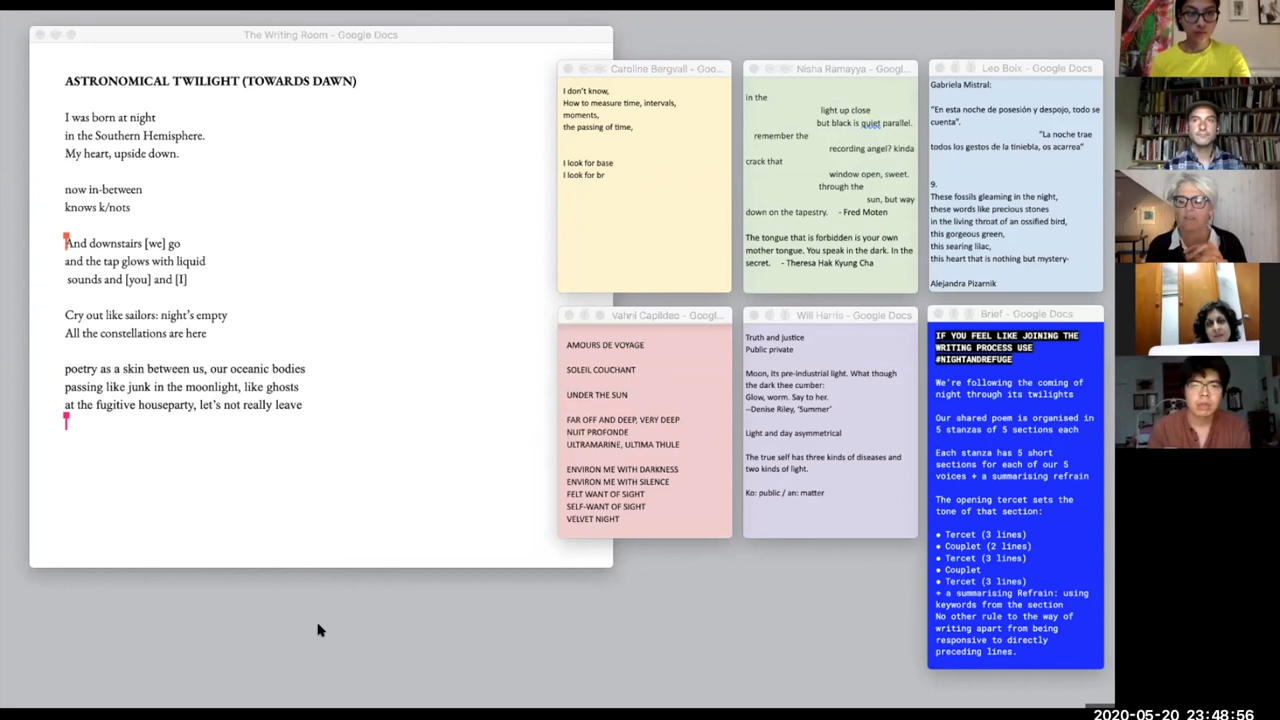 The Writing Room - Google Docs
ASTRONOMICAL TWILIGHT (TOWARDS DAWN)
I was born at night
in the Southern Hemisphere.
My heart, upside down.
now in-between
knows k/nots
And downstairs [we] go
and the tap glows with liquid
sounds and [you] and [I]
Cry out like sailors: night's empty
All the constellations are here
poetry as a skin between us, our oceanic bodies
passing like junk in the moonlight, like ghosts
at the fugitive houseparty, let's not really leave
Caroline Bergvall - Goo...
I don't know,
How to measure time, intervals,
moments,
the passing of time,
I look for base
I look for br
Nisha Ramayya - Googl...
in the
light up close
but black is quiet parallel.
remember the
recording angel? kinda
crack that
window open, sweet.
through the
sun, but way
down on the tapestry. - Fred Moten
The tongue that is forbidden is your own
mother tongue. You speak in the dark. In the
secret. - Theresa Hak Kyung Cha
Leo Boix - Google Docs
Gabriela Mistral:
"En esta noche de posesión y despojo, todo se
cuenta".
"La noche trae
todos los gestos de la tiniebla, os acarrea"
9.
These fossils gleaming in the night,
these words like precious stones
in the living throat of an ossified bird,
this gorgeous green,
this searing lilac,
this heart that is nothing but mystery-
Alejandra Pizarnik
Vahni Capildeo - Googl...
AMOURS DE VOYAGE
SOLEIL COUCHANT
UNDER THE SUN
FAR OFF AND DEEP, VERY DEEP
NUIT PROFONDE
ULTRAMARINE, ULTIMA THULE
ENVIRON ME WITH DARKNESS
ENVIRON ME WITH SILENCE
FELT WANT OF SIGHT
SELF-WANT OF SIGHT
VELVET NIGHT
Will Harris - Google Docs
Truth and justice
Public private
Moon, its pre-industrial light. What though
the dark thee cumber:
Glow, worm. Say to her.
--Denise Riley, 'Summer'
Light and day asymmetrical
The true self has three kinds of diseases and
two kinds of light.
Ko: public / an: matter
Brief - Google Docs
IF YOU FEEL LIKE JOINING THE
WRITING PROCESS USE
#NIGHTANDREFUGE
We're following the coming of
night through its twilights
Our shared poem is organised in
5 stanzas of 5 sections each
Each stanza has 5 short
sections for each of our 5
voices + a summarising refrain
The opening tercet sets the
tone of that section:
● Tercet (3 lines)
● Couplet (2 lines)
● Tercet (3 lines)
● Couplet
● Tercet (3 lines)
+ a summarising Refrain: using
keywords from the section
No other rule to the way of
writing apart from being
responsive to directly
preceding lines.
2020-05-20 23:48:56